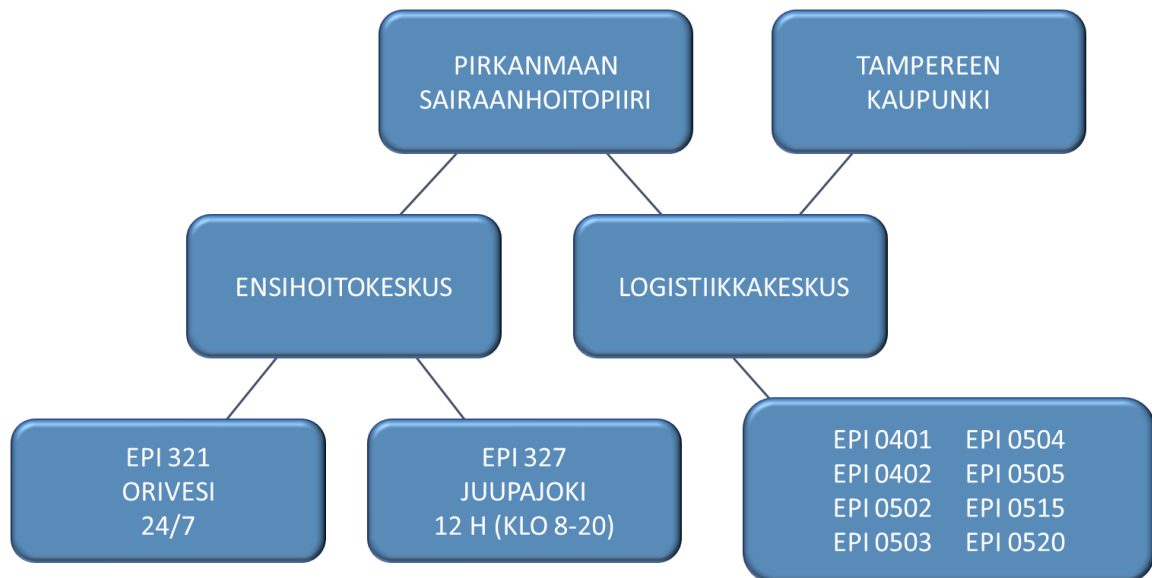 PIRKANMAAN
SAIRAANHOITOPIIRI
TAMPEREEN
KAUPUNKI
ENSIHOITOKESKUS
LOGISTIIKKAKESKUS
EPI 321
ORIVESI
24/7
EPI 327
JUUPAJOKI
12 H (KLO 8-20)
EPI 0401 EPI 0504
EPI 0402 EPI 0505
EPI 0502 EPI 0515
EPI 0503 EPI 0520